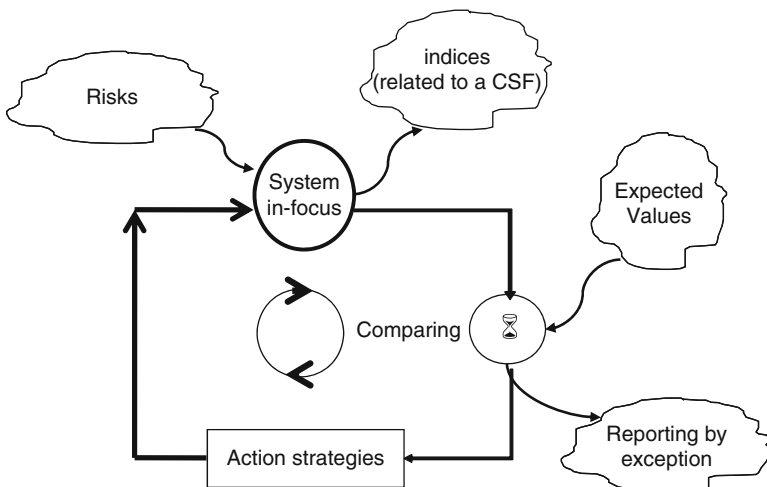 indices
(related to a CSF)
Risks
System
in-focus
Expected
Values
Comparing
Action strategies
Reporting by
exception